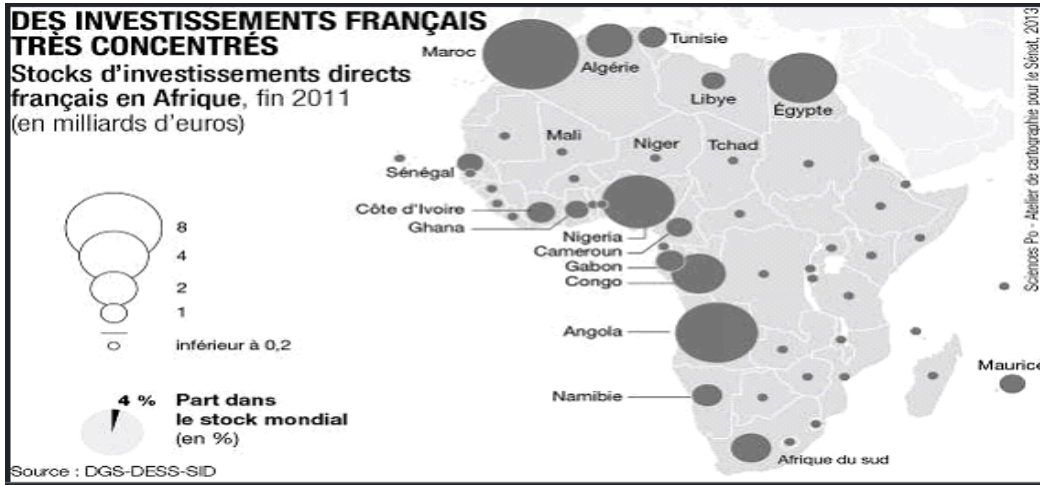 DES INVESTISSEMENTS FRANÇAIS
TRÈS CONCENTRÉS
Stocks d'investissements directs
français en Afrique, fin 2011
(en milliards d'euros)
8
4
2
1
inférieur à 0,2
4 % Part dans
le stock mondial
(en %)
Source : DGS-DESS-SID
Maroc
Algérie
Tunisie
Libye
Égypte
Mali
Niger
Tchad
Sénégal
Côte d'Ivoire
Ghana
Nigeria
Cameroun
Gabon
Congo
Angola
Namibie
Afrique du sud
Maurice
Sciences Po - Atelier de cartographie pour le Sénat, 2013